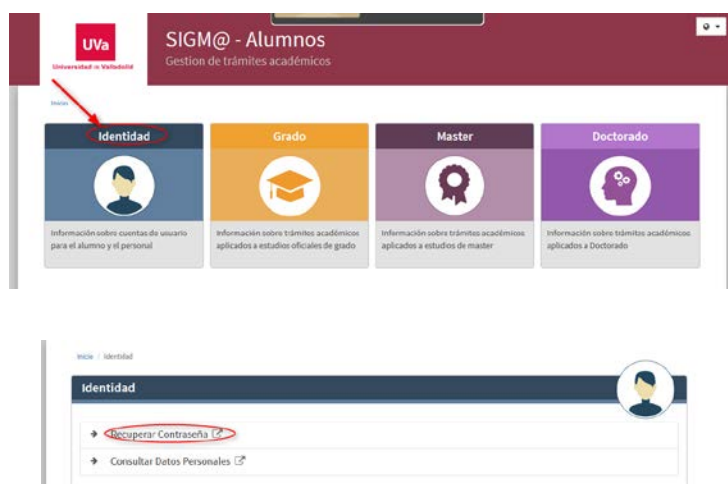 UVa
Universidad de Valladolid
SIGM@ - Alumnos
Gestion de trámites académicos
Inicio
Identidad
Grado
Master
Doctorado
Información sobre cuentas de usuario
para el alumno y el personal
Información sobre trámites académicos
aplicados a estudios oficiales de grado
Información sobre trámites académicos
aplicados a estudios de master
Información sobre trámites académicos
aplicados a Doctorado
Inicio / Identidad
Identidad
Recuperar Contraseña
Consultar Datos Personales